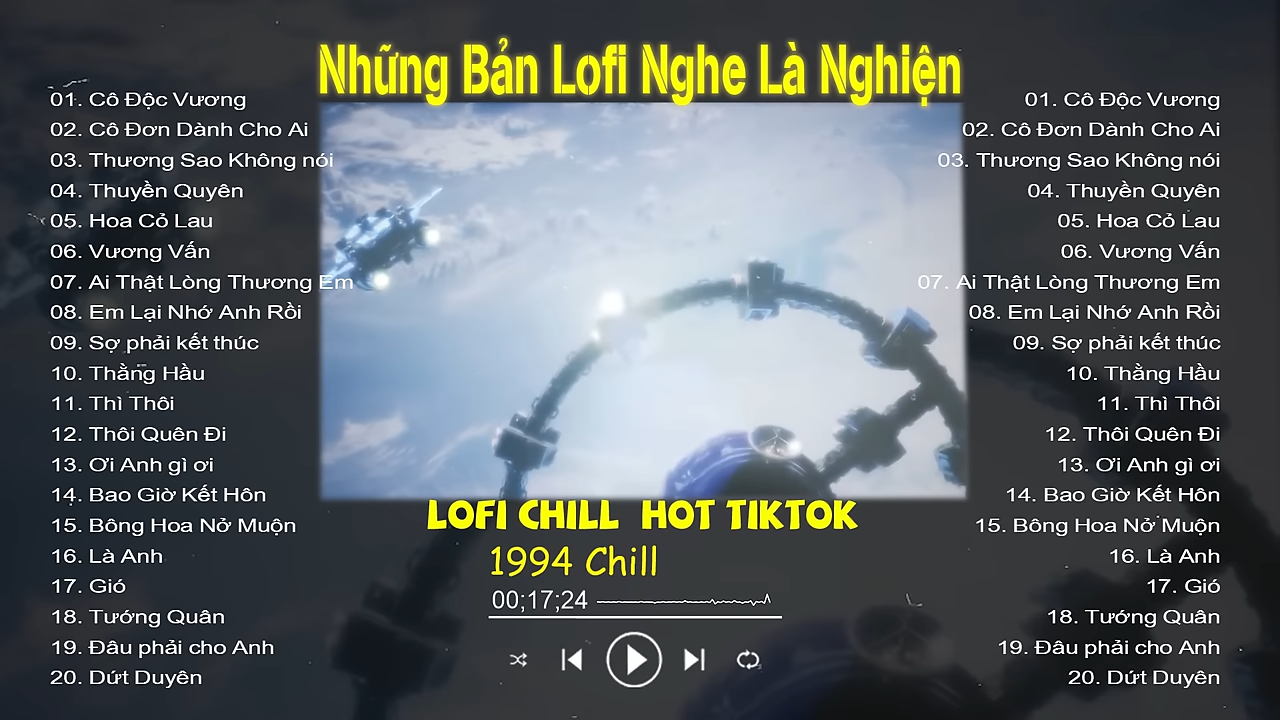 Những Bản Lofi Nghe Là Nghiện
01. Cô Độc Vương
02. Cô Đơn Dành Cho Ai
03. Thương Sao Không nói
04. Thuyền Quyên
05. Hoa Cỏ Lau
06. Vương Vấn
07. Ai Thật Lòng Thương Em
08. Em Lại Nhớ Anh Rồi
09. Sợ phải kết thúc
10. Thằng Hầu
11. Thì Thôi
12. Thôi Quên Đi
13. Ơi Anh gì ơi
14. Bao Giờ Kết Hôn
15. Bông Hoa Nở Muộn
16. Là Anh
17. Gió
18. Tướng Quân
19. Đâu phải cho Anh
20. Dứt Duyên
LOFI CHILL HOT TIKTOK
1994 Chill
00;17;24
01. Cô Độc Vương
02. Cô Đơn Dành Cho Ai
03. Thương Sao Không nói
04. Thuyền Quyên
05. Hoa Cỏ Lau
06. Vương Vấn
07. Ai Thật Lòng Thương Em
08. Em Lại Nhớ Anh Rồi
09. Sợ phải kết thúc
10. Thằng Hầu
11. Thì Thôi
12. Thôi Quên Đi
13. Ơi Anh gì ơi
14. Bao Giờ Kết Hôn
15. Bông Hoa Nở Muộn
16. Là Anh
17. Gió
18. Tướng Quân
19. Đâu phải cho Anh
20. Dứt Duyên